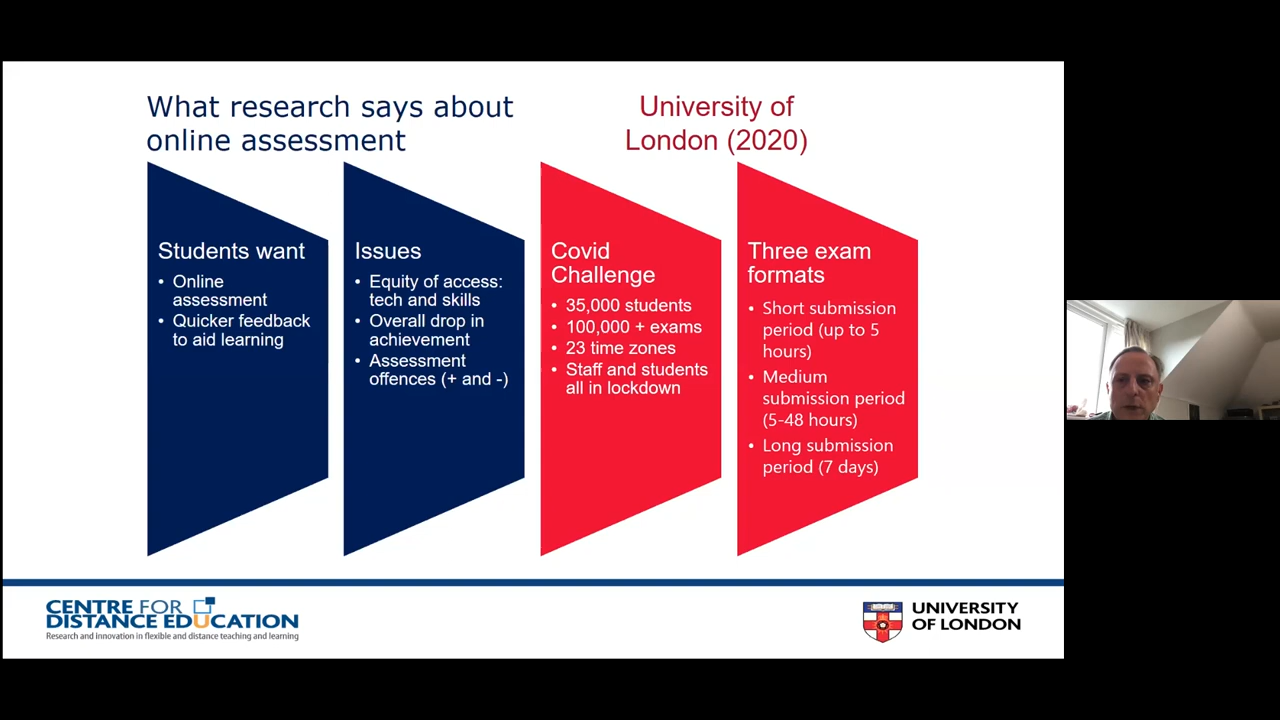 What research says about
online assessment
University of
London (2020)
Students want
• Online
assessment
• Quicker feedback
to aid learning
Issues
• Equity of access:
tech and skills
• Overall drop in
achievement
• Assessment
offences (+ and -)
Covid
Challenge
• 35,000 students
• 100,000 + exams
• 23 time zones
• Staff and students
all in lockdown
Three exam
formats
• Short submission
period (up to 5
hours)
• Medium
submission period
(5-48 hours)
• Long submission
period (7 days)
CENTRE FOR
DISTANCE EDUCATION
Research and innovation in flexible and distance teaching and learning
UNIVERSITY
OF LONDON